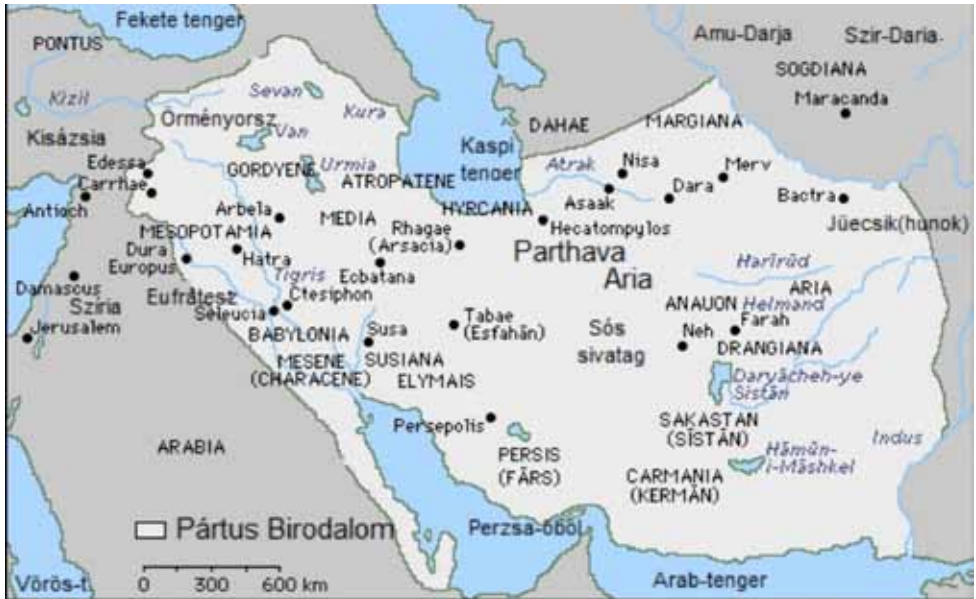 Fekete tenger
PONTUS
Amu-Darja
Szir-Daria
SOGDIANA
Maracanda
Kizil
Sevan
Kura
Örményorsz
Van
Kisázsia
DAHAE
MARGIANA
Kaspi
tenger
Edessa
Carrhae
Antioch
GORDYENE
Urmia
ATROPATENE
Atrak
Nisa
Merv
Asaak
Dara
Bactra
Jüecsik(hunok)
Arbela
MEDIA
HYRCANIA
Hecatompylos
Rhagae
(Arsacia)
MESOPOTAMIA
Hatra
Dura
Europus
Ecbatana
Parthava
Aria
Harīrūd
ARIA
Tigris
Ctesiphon
Damascus
Szíria
Eufrátesz
Seleucia
ANAUON
Helmand
Farah
Jerusalem
BABYLONIA
Susa
Tabae
(Esfahān)
Sós
sivatag
Neh
DRANGIANA
MESENE
(CHARACENE)
SUSIANA
ELYMAIS
Daryācheh-ye
Sīstān
Persepolis
SAKASTAN
(SĪSTĀN)
Indus
ARABIA
PERSIS
(FĀRS)
Hāmūn-
i-Māshkel
CARMANIA
(KERMĀN)
Pártus Birodalom
Perzsa-öböl
0 300 600 km
Vörös-t.
Arab-tenger